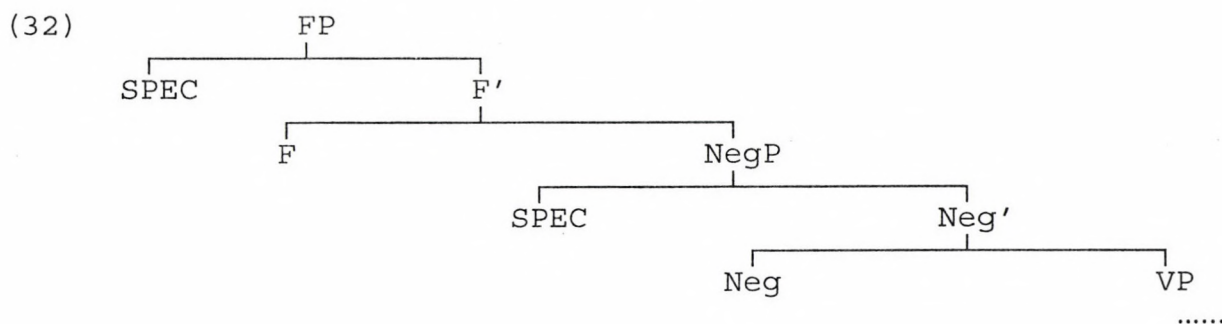 (32) FP
SPEC F'
F NegP
SPEC Neg'
Neg VP
......